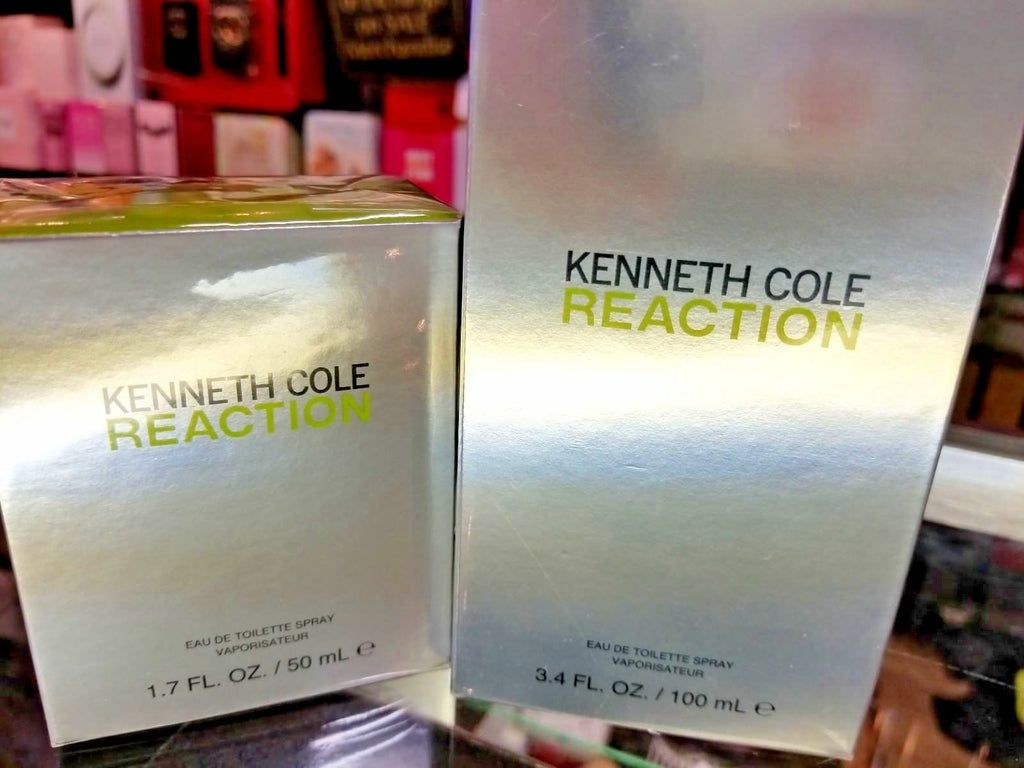 KENNETH COLE
REACTION
EAU DE TOILETTE SPRAY
VAPORISATEUR
1.7 FL. OZ. / 50 mL ℮
KENNETH COLE
REACTION
EAU DE TOILETTE SPRAY
VAPORISATEUR
3.4 FL. OZ. / 100 mL ℮